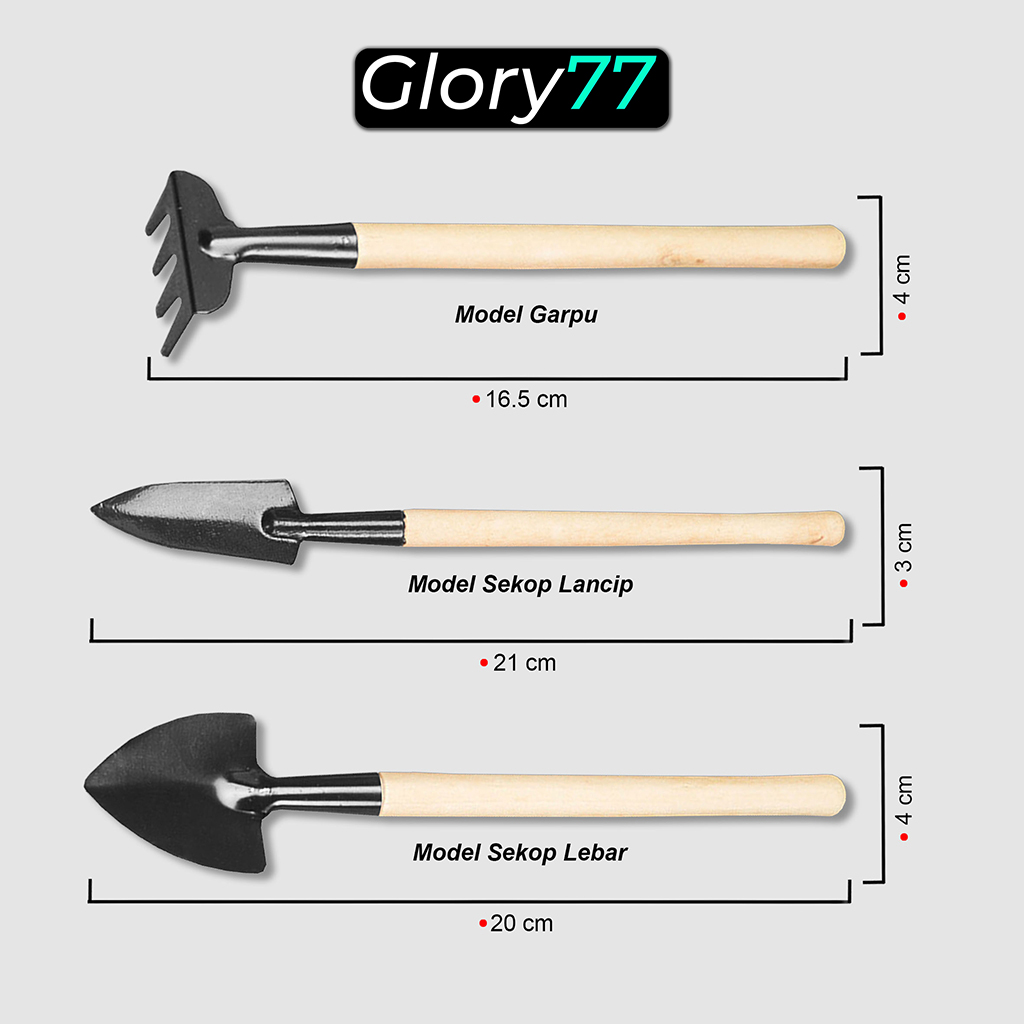 Glory77
Model Garpu
4 cm
16.5 cm
Model Sekop Lancip
3 cm
21 cm
Model Sekop Lebar
4 cm
20 cm